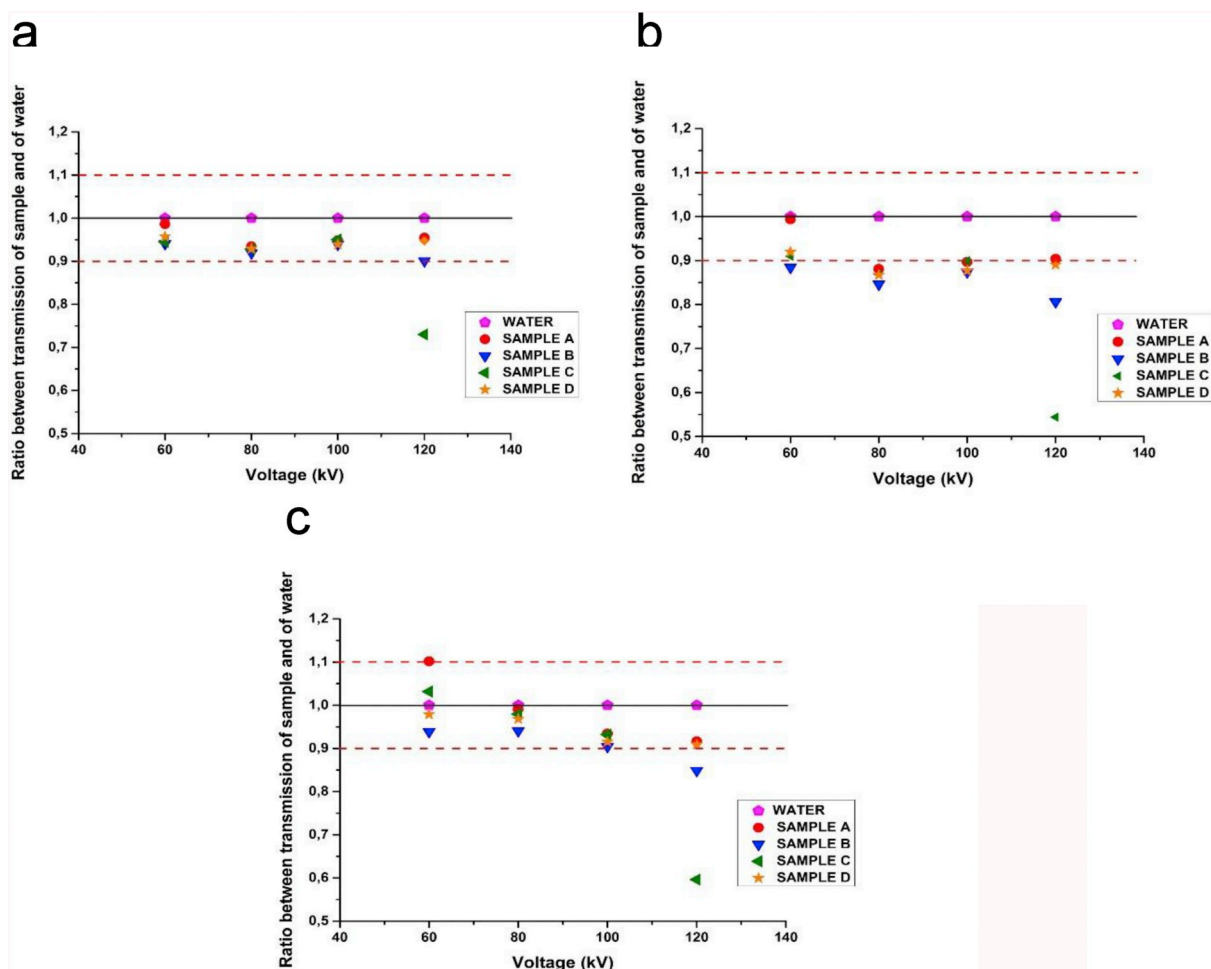 a
Ratio between transmission of sample and of water
1,2
1,1
1,0
0,9
0,8
0,7
0,6
0,5
40
60
80
100
120
140
Voltage (kV)
WATER
SAMPLE A
SAMPLE B
SAMPLE C
SAMPLE D
b
Ratio between transmission of sample and of water
1,2
1,1
1,0
0,9
0,8
0,7
0,6
0,5
40
60
80
100
120
140
Voltage (kV)
WATER
SAMPLE A
SAMPLE B
SAMPLE C
SAMPLE D
c
Ratio between transmission of sample and of water
1,2
1,1
1,0
0,9
0,8
0,7
0,6
0,5
40
60
80
100
120
140
Voltage (kV)
WATER
SAMPLE A
SAMPLE B
SAMPLE C
SAMPLE D